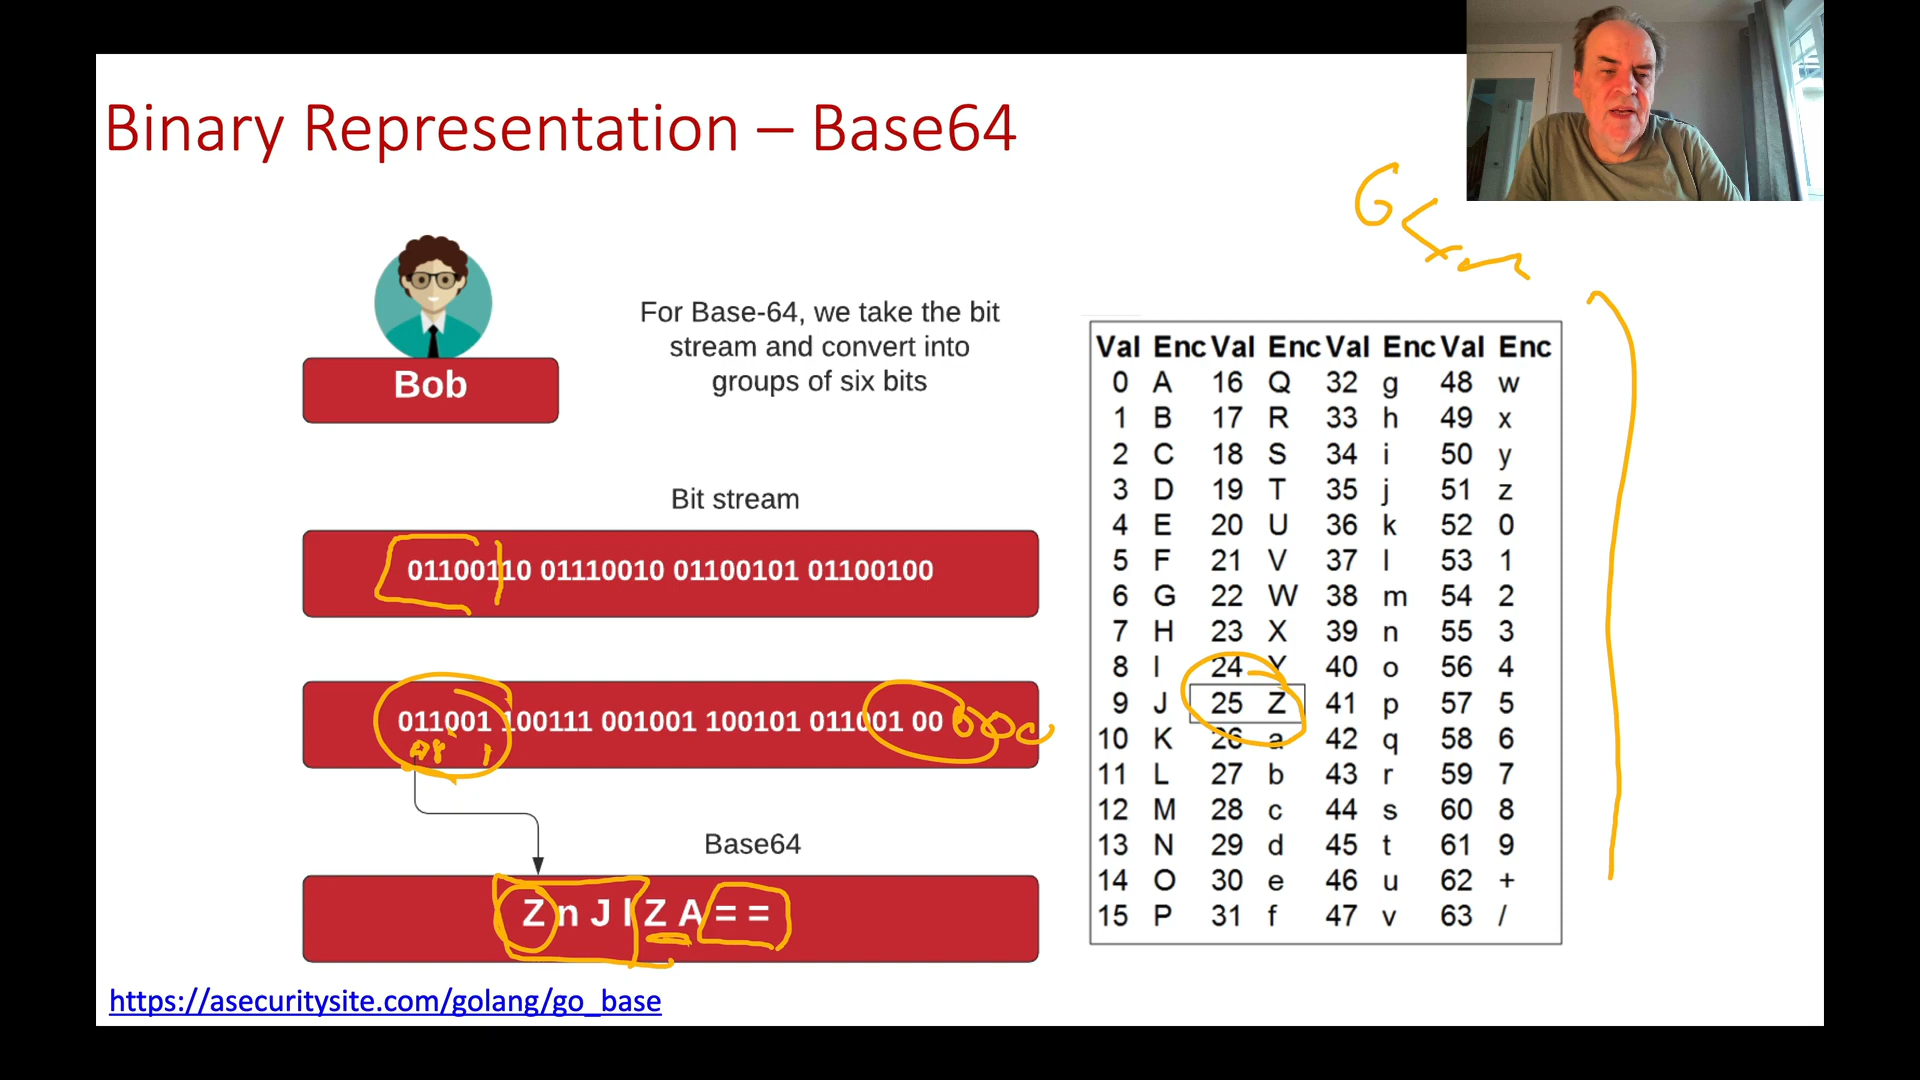 Binary Representation – Base64
For Base-64, we take the bit
stream and convert into
groups of six bits
Bob
Bit stream
01100110 01110010 01100101 01100100
011001 100111 001001 100101 011001 00
Base64
Z n J l Z A = =
https://asecuritysite.com/golang/go_base
Val Enc Val Enc Val Enc Val Enc
0 A 16 Q 32 g 48 w
1 B 17 R 33 h 49 x
2 C 18 S 34 i 50 y
3 D 19 T 35 j 51 z
4 E 20 U 36 k 52 0
5 F 21 V 37 l 53 1
6 G 22 W 38 m 54 2
7 H 23 X 39 n 55 3
8 I 24 Y 40 o 56 4
9 J 25 Z 41 p 57 5
10 K 26 a 42 q 58 6
11 L 27 b 43 r 59 7
12 M 28 c 44 s 60 8
13 N 29 d 45 t 61 9
14 O 30 e 46 u 62 +
15 P 31 f 47 v 63 /